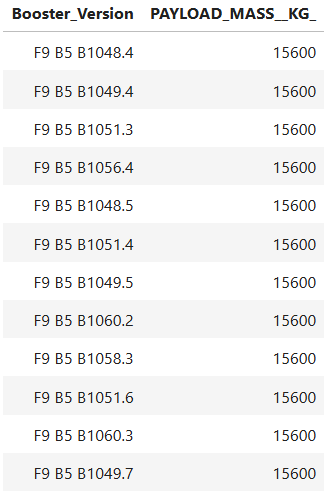 Booster_Version PAYLOAD_MASS__KG_
F9 B5 B1048.4 15600
F9 B5 B1049.4 15600
F9 B5 B1051.3 15600
F9 B5 B1056.4 15600
F9 B5 B1048.5 15600
F9 B5 B1051.4 15600
F9 B5 B1049.5 15600
F9 B5 B1060.2 15600
F9 B5 B1058.3 15600
F9 B5 B1051.6 15600
F9 B5 B1060.3 15600
F9 B5 B1049.7 15600